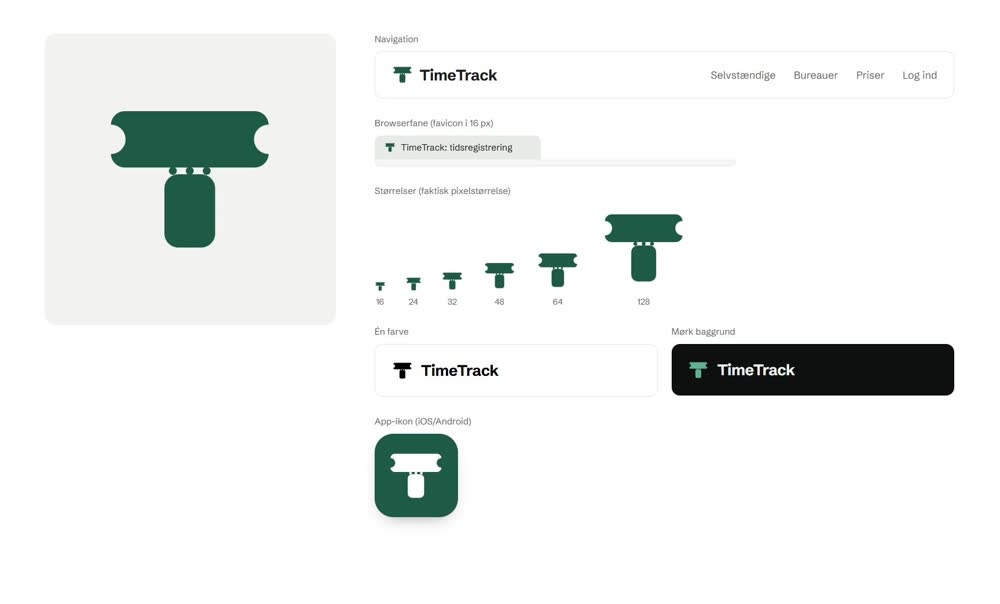 Navigation
TimeTrack
Selvstændige Bureauer Priser Log ind
Browserfane (favicon i 16 px)
TimeTrack: tidsregistrering
Størrelser (faktisk pixelstørrelse)
16 24 32 48 64 128
Én farve
TimeTrack
Mørk baggrund
TimeTrack
App-ikon (iOS/Android)